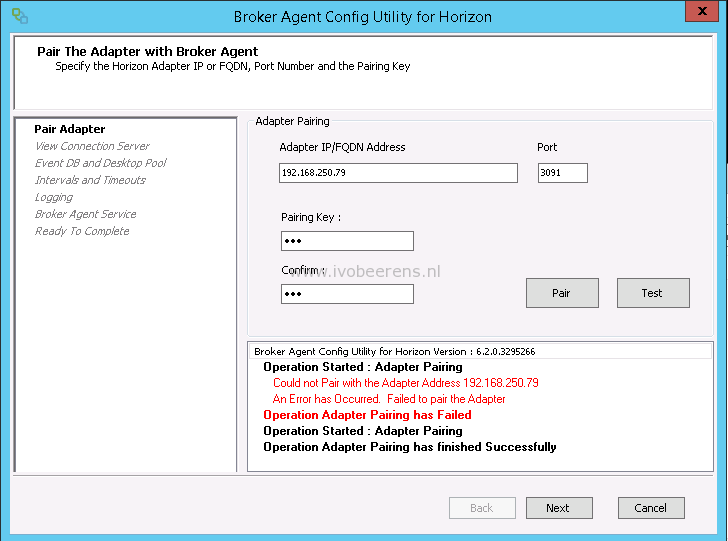 Broker Agent Config Utility for Horizon
X
Pair The Adapter with Broker Agent
Specify the Horizon Adapter IP or FQDN, Port Number and the Pairing Key
Pair Adapter
View Connection Server
Event DB and Desktop Pool
Intervals and Timeouts
Logging
Broker Agent Service
Ready To Complete
Adapter Pairing
Adapter IP/FQDN Address
Port
192.168.250.79
3091
Pairing Key :
•••
Confirm :
www.ivobeerens.nl
•••
Pair
Test
Broker Agent Config Utility for Horizon Version : 6.2.0.3295266
Operation Started : Adapter Pairing
Could not Pair with the Adapter Address 192.168.250.79
An Error has Occurred. Failed to pair the Adapter
Operation Adapter Pairing has Failed
Operation Started : Adapter Pairing
Operation Adapter Pairing has finished Successfully
Back
Next
Cancel